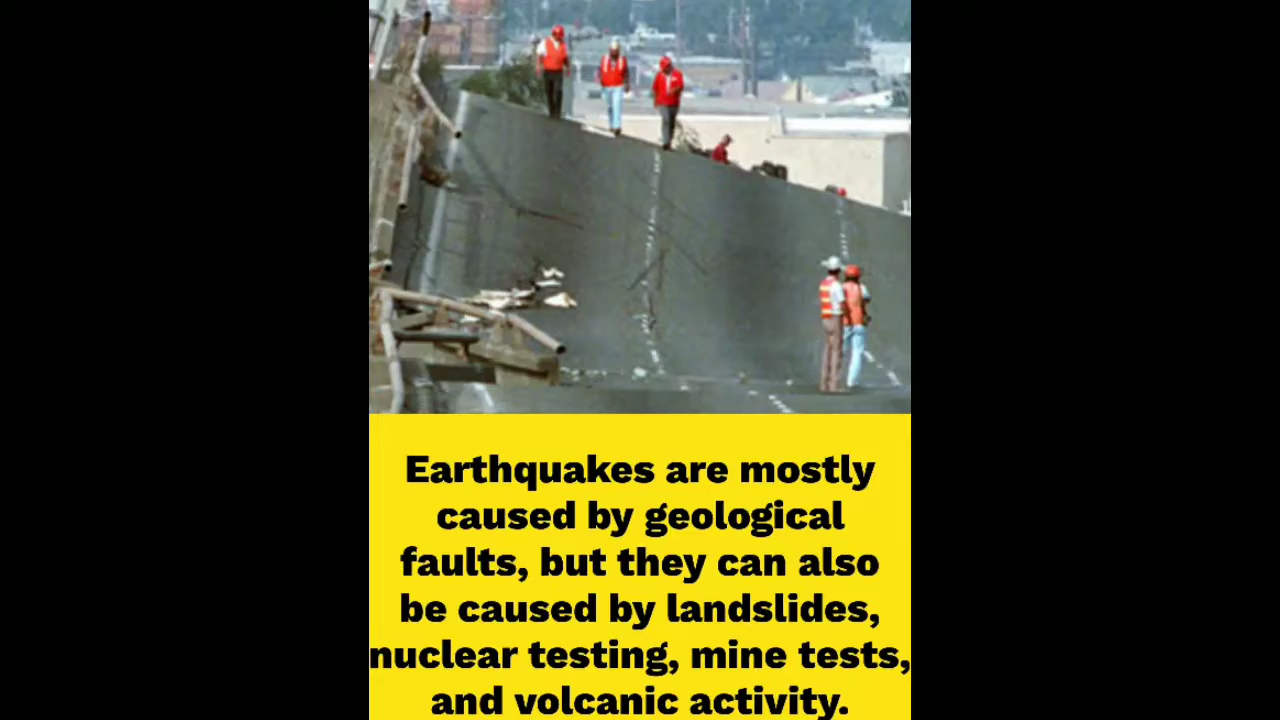 Earthquakes are mostly
caused by geological
faults, but they can also
be caused by landslides,
nuclear testing, mine tests,
and volcanic activity.